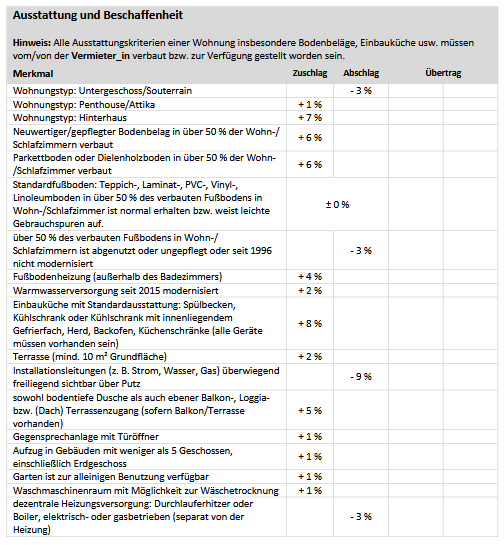 Ausstattung und Beschaffenheit
Hinweis: Alle Ausstattungskriterien einer Wohnung insbesondere Bodenbeläge, Einbauküche usw. müssen
vom/von der Vermieter_in verbaut bzw. zur Verfügung gestellt worden sein.
Merkmal Zuschlag Abschlag Übertrag
Wohnungstyp: Untergeschoss/Souterrain - 3 %
Wohnungstyp: Penthouse/Attika + 1 %
Wohnungstyp: Hinterhaus + 7 %
Neuwertiger/gepflegter Bodenbelag in über 50 % der Wohn-/
Schlafzimmern verbaut + 6 %
Parkettboden oder Dielenholzboden in über 50 % der Wohn-
/Schlafzimmer verbaut + 6 %
Standardfußboden: Teppich-, Laminat-, PVC-, Vinyl-,
Linoleumboden in über 50 % des verbauten Fußbodens in
Wohn-/Schlafzimmer ist normal erhalten bzw. weist leichte
Gebrauchspuren auf. ± 0 %
über 50 % des verbauten Fußbodens in Wohn-/
Schlafzimmern ist abgenutzt oder ungepflegt oder seit 1996
nicht modernisiert - 3 %
Fußbodenheizung (außerhalb des Badezimmers) + 4 %
Warmwasserversorgung seit 2015 modernisiert + 2 %
Einbauküche mit Standardausstattung: Spülbecken,
Kühlschrank oder Kühlschrank mit innenliegendem
Gefrierfach, Herd, Backofen, Küchenschränke (alle Geräte
müssen vorhanden sein) + 8 %
Terrasse (mind. 10 m² Grundfläche) + 2 %
Installationsleitungen (z. B. Strom, Wasser, Gas) überwiegend
freiliegend sichtbar über Putz - 9 %
sowohl bodentiefe Dusche als auch ebener Balkon-, Loggia-
bzw. (Dach) Terrassenzugang (sofern Balkon/Terrasse
vorhanden) + 5 %
Gegensprechanlage mit Türöffner + 1 %
Aufzug in Gebäuden mit weniger als 5 Geschossen,
einschließlich Erdgeschoss + 1 %
Garten ist zur alleinigen Benutzung verfügbar + 1 %
Waschmaschinenraum mit Möglichkeit zur Wäschetrocknung + 1 %
dezentrale Heizungsversorgung: Durchlauferhitzer oder
Boiler, elektrisch- oder gasbetrieben (separat von der
Heizung) - 3 %